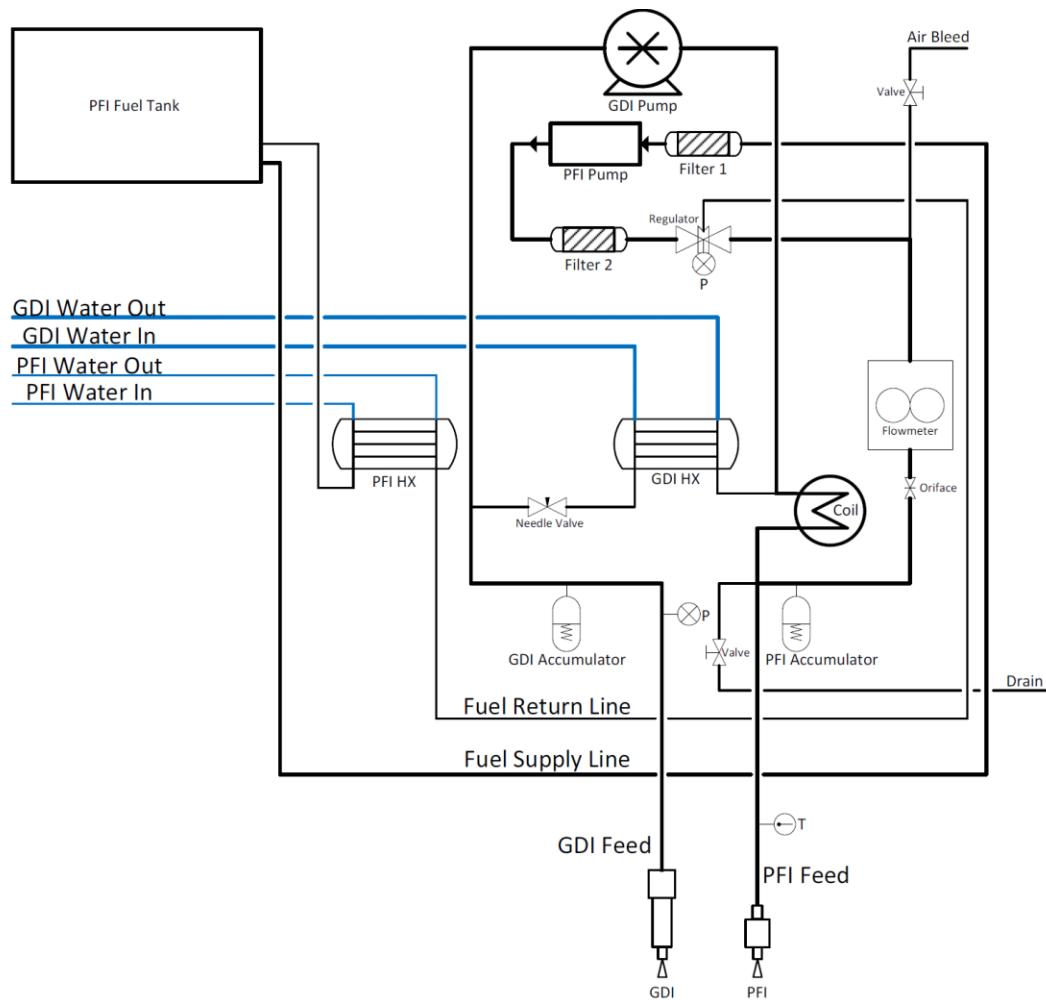 Air Bleed
PFI Fuel Tank
Valve
GDI Pump
PFI Pump
Filter 1
Regulator
Filter 2
P
GDI Water Out
GDI Water In
PFI Water Out
PFI Water In
Flowmeter
PFI HX
GDI HX
Oriface
Coil
Needle Valve
P
Valve
GDI Accumulator
PFI Accumulator
Drain
Fuel Return Line
Fuel Supply Line
T
GDI Feed
PFI Feed
GDI
PFI